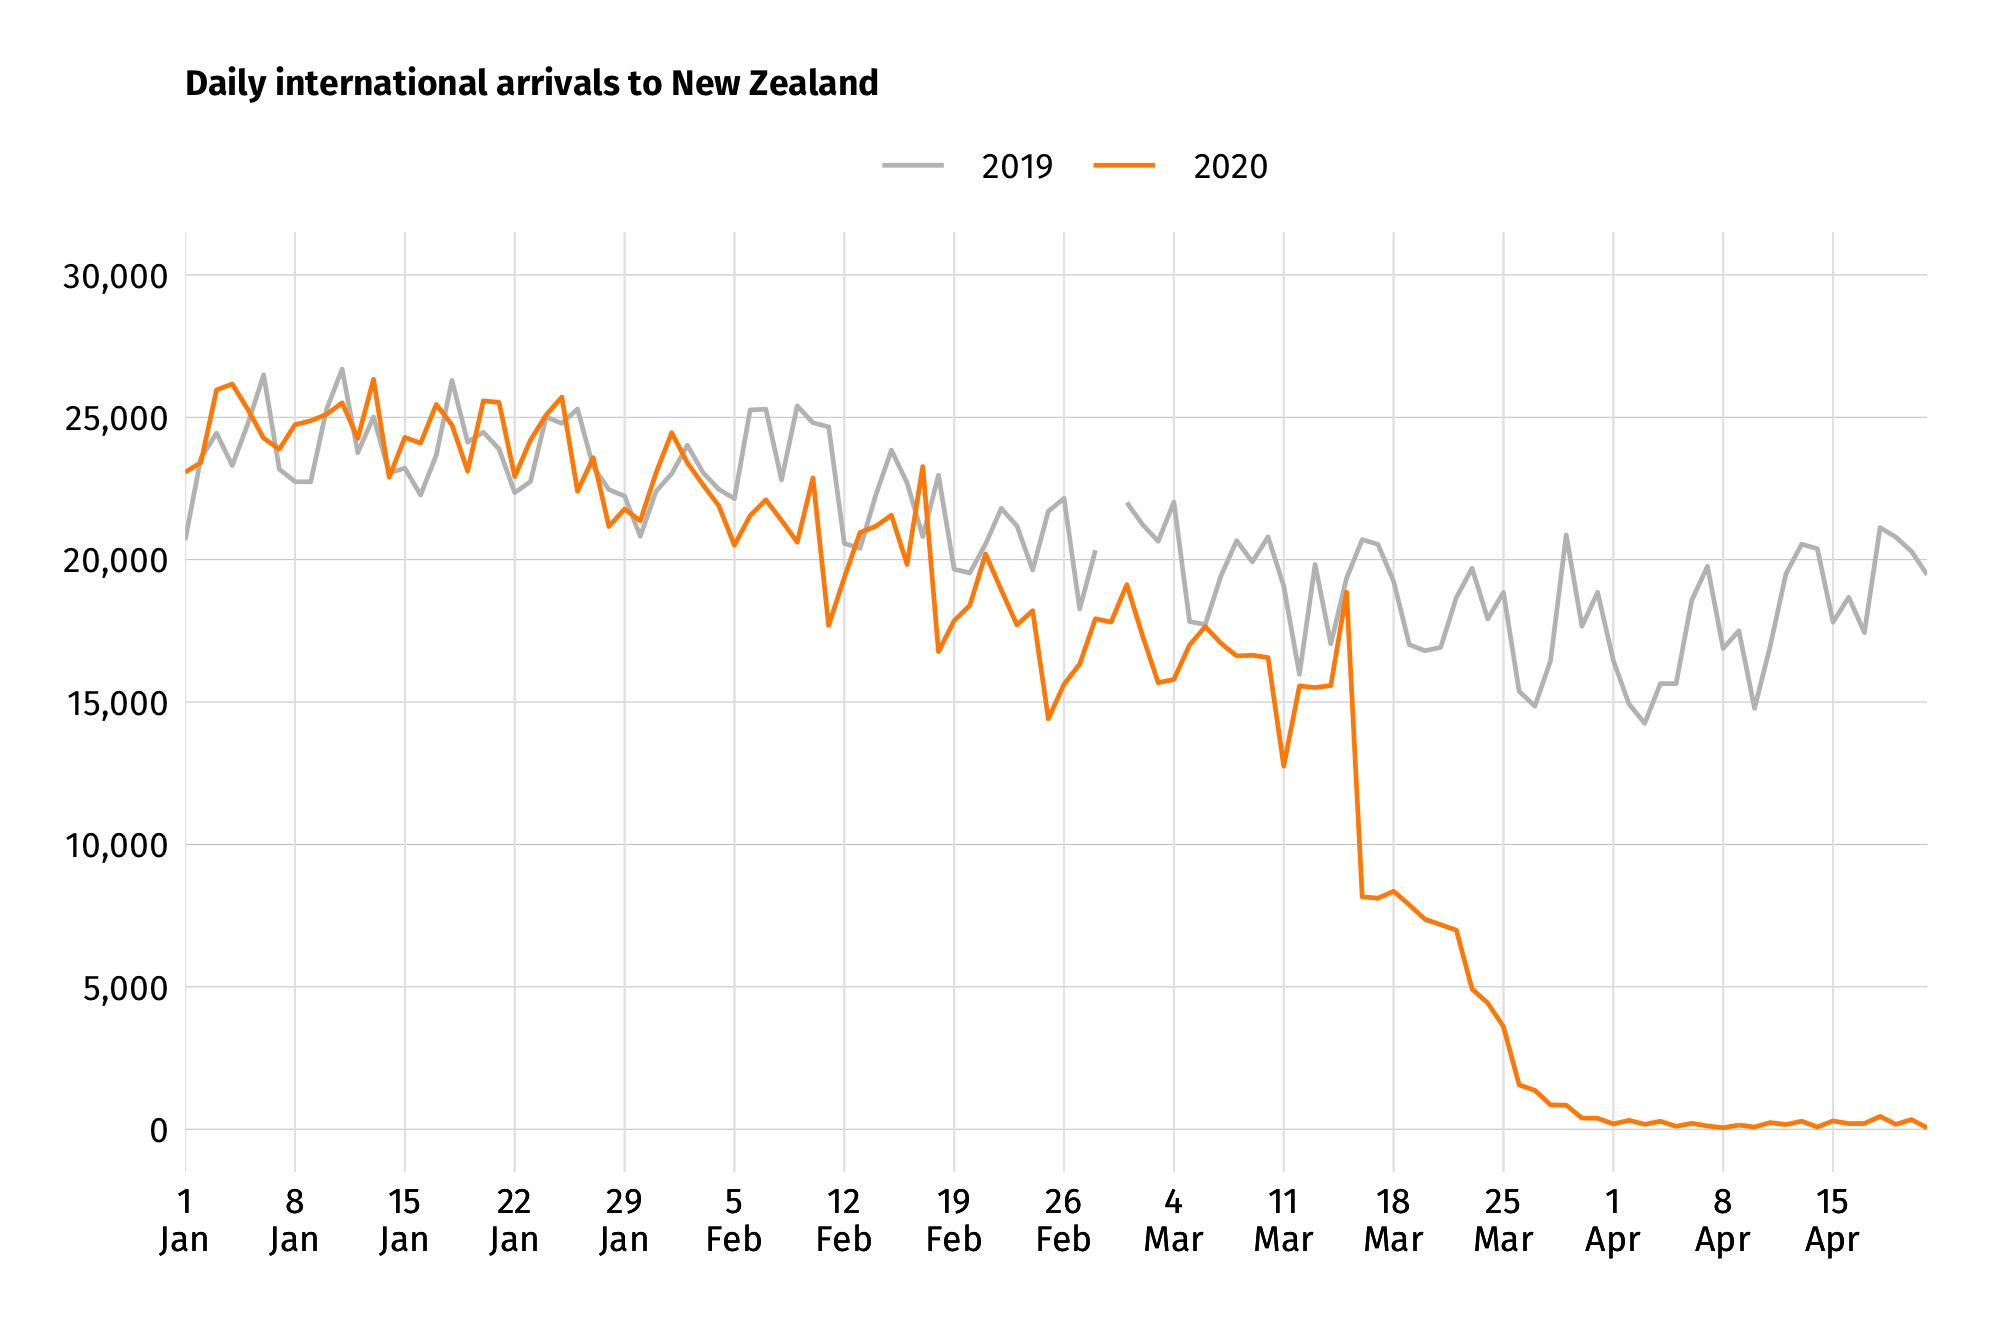 Daily international arrivals to New Zealand
2019 2020
30,000
25,000
20,000
15,000
10,000
5,000
0
1 8 15 22 29 5 12 19 26 4 11 18 25 1 8 15
Jan Jan Jan Jan Jan Feb Feb Feb Feb Mar Mar Mar Mar Apr Apr Apr